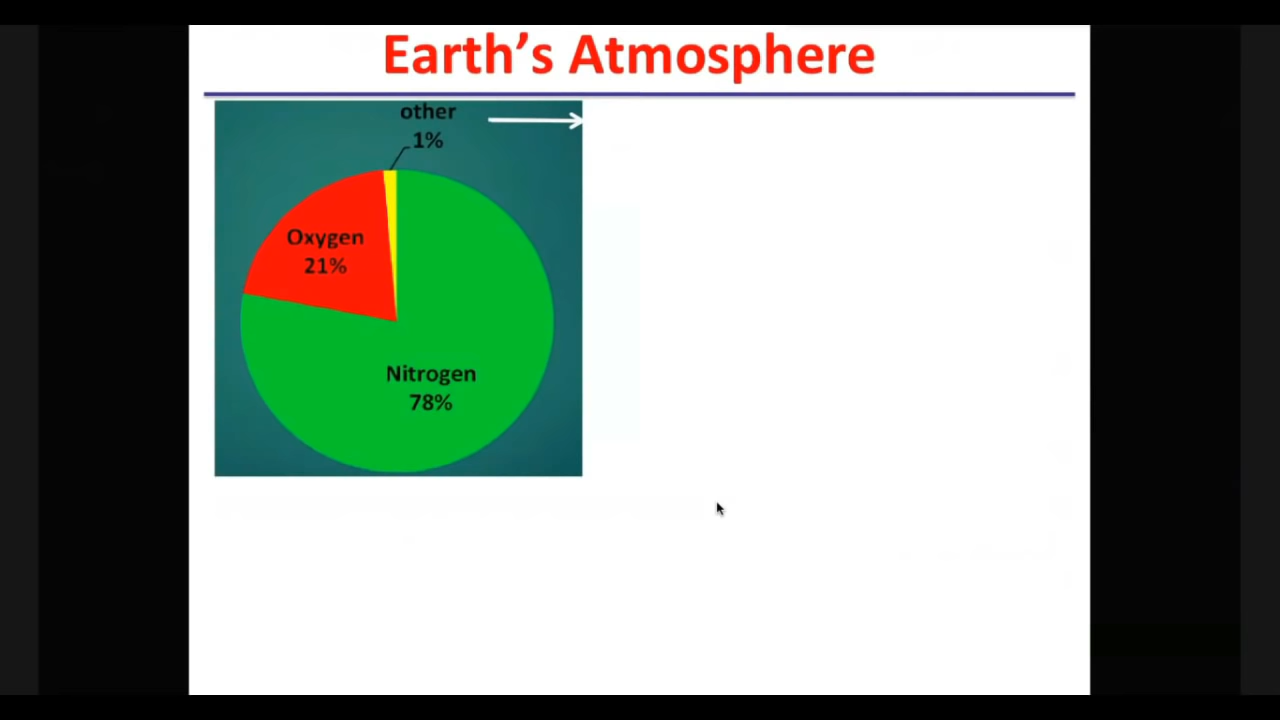 Earth’s Atmosphere
other
1%
Oxygen
21%
Nitrogen
78%